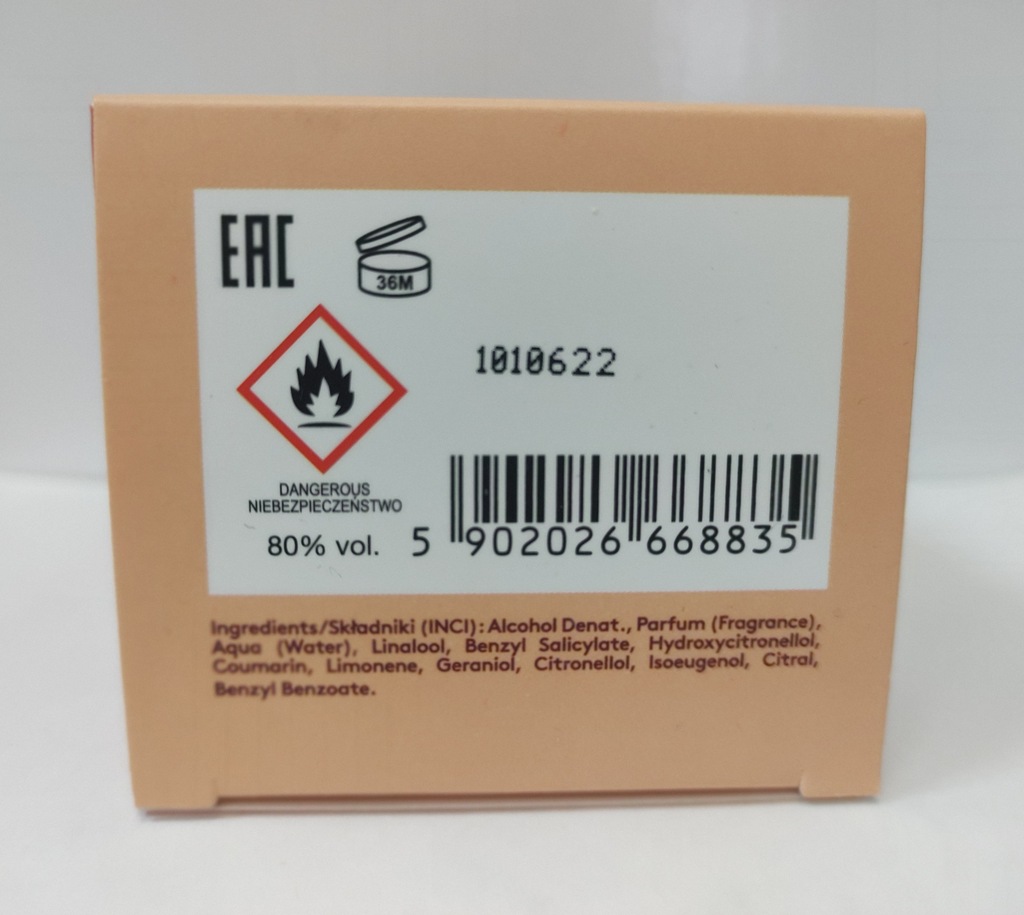 EAC
36M
1010622
DANGEROUS
NIEBEZPIECZEŃSTWO
80% vol.
5 902026 668835
Ingredients/Składniki (INCI): Alcohol Denat., Parfum (Fragrance),
Aqua (Water), Linalool, Benzyl Salicylate, Hydroxycitronellol,
Coumarin, Limonene, Geraniol, Citronellol, Isoeugenol, Citral,
Benzyl Benzoate.